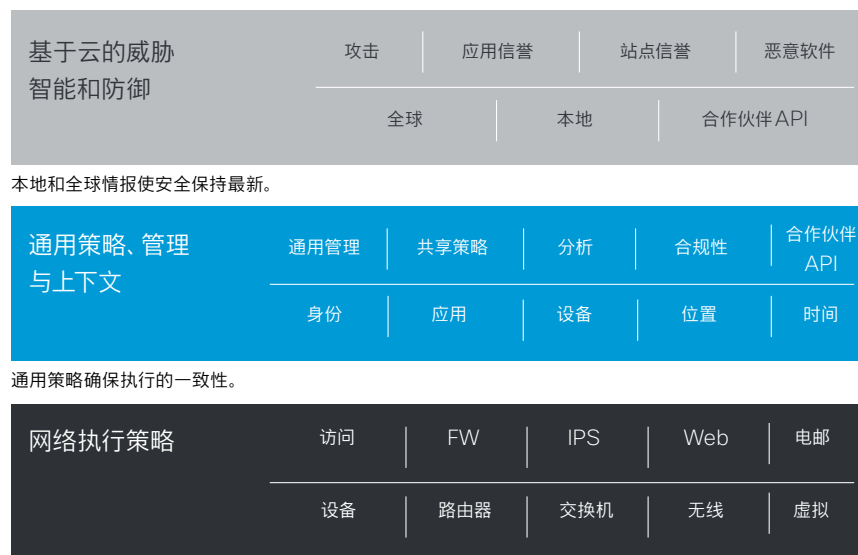 基于云的威胁
智能和防御
攻击 应用信誉 站点信誉 恶意软件
全球 本地 合作伙伴 API
本地和全球情报使安全保持最新。
通用策略、管理
与上下文
通用管理 共享策略 分析 合规性 合作伙伴
API
身份 应用 设备 位置 时间
通用策略确保执行的一致性。
网络执行策略
访问 FW IPS Web 电邮
设备 路由器 交换机 无线 虚拟